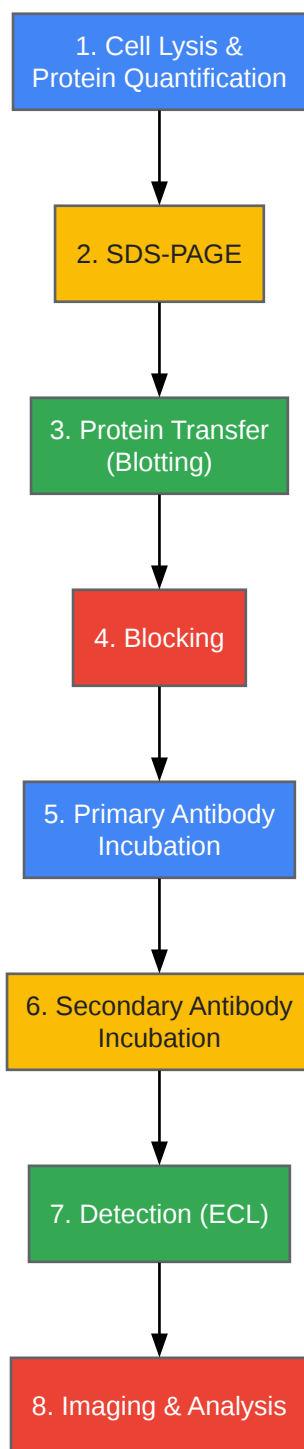 1. Cell Lysis &
Protein Quantification
2. SDS-PAGE
3. Protein Transfer
(Blotting)
4. Blocking
5. Primary Antibody
Incubation
6. Secondary Antibody
Incubation
7. Detection (ECL)
8. Imaging & Analysis